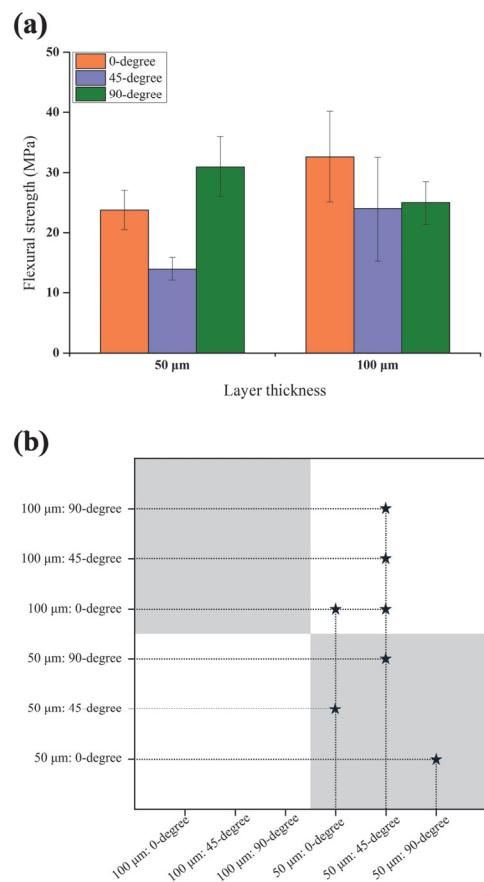 (a)
50
40
30
20
10
0
Flexural strength (MPa)
0-degree
45-degree
90-degree
50 μm
100 μm
Layer thickness
(b)
100 μm: 90-degree
100 μm: 45-degree
100 μm: 0-degree
50 μm: 90-degree
50 μm: 45-degree
50 μm: 0-degree
100 μm: 0-degree
100 μm: 45-degree
100 μm: 90-degree
50 μm: 0-degree
50 μm: 45-degree
50 μm: 90-degree